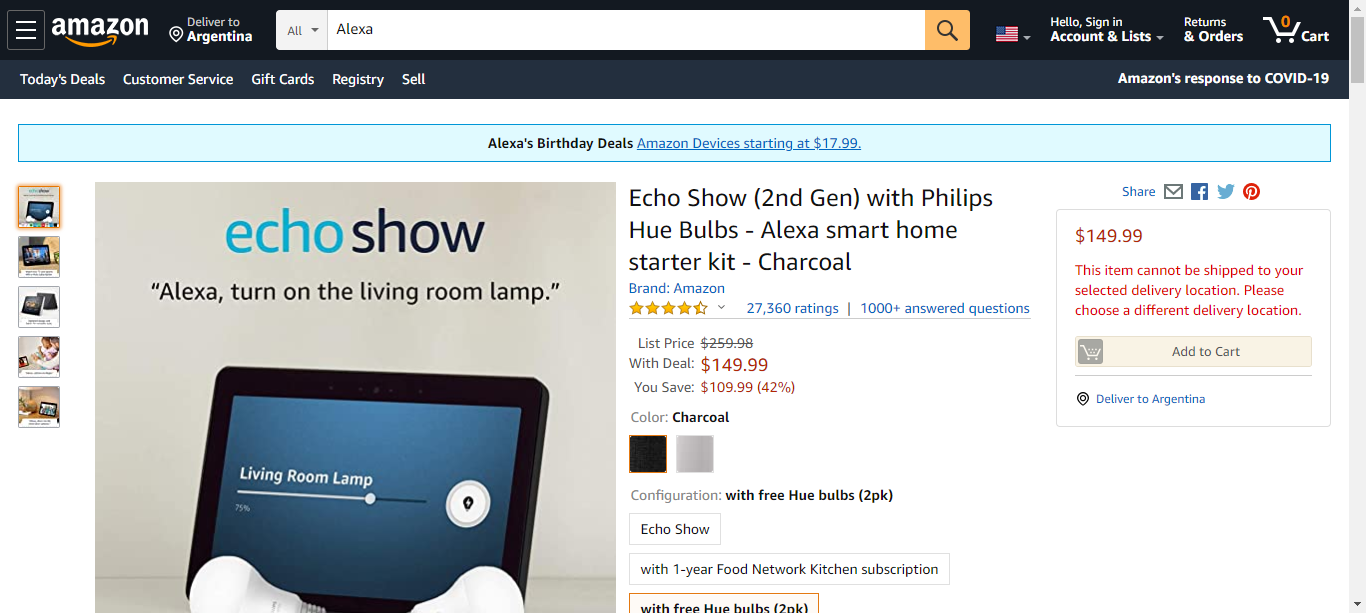 amazon
Deliver to
Argentina
All
Alexa
Hello, Sign in
Account & Lists
Returns
& Orders
0
Cart
Today's Deals
Customer Service
Gift Cards
Registry
Sell
Amazon's response to COVID-19
Alexa's Birthday Deals Amazon Devices starting at $17.99.
echo show
“Alexa, turn on the living room lamp.”
Living Room Lamp
75%
Echo Show (2nd Gen) with Philips
Hue Bulbs - Alexa smart home
starter kit - Charcoal
Brand: Amazon
27,360 ratings | 1000+ answered questions
List Price $259.98
With Deal: $149.99
You Save: $109.99 (42%)
Color: Charcoal
Configuration: with free Hue bulbs (2pk)
Echo Show
with 1-year Food Network Kitchen subscription
with free Hue bulbs (2pk)
Share
$149.99
This item cannot be shipped to your
selected delivery location. Please
choose a different delivery location.
Add to Cart
Deliver to Argentina